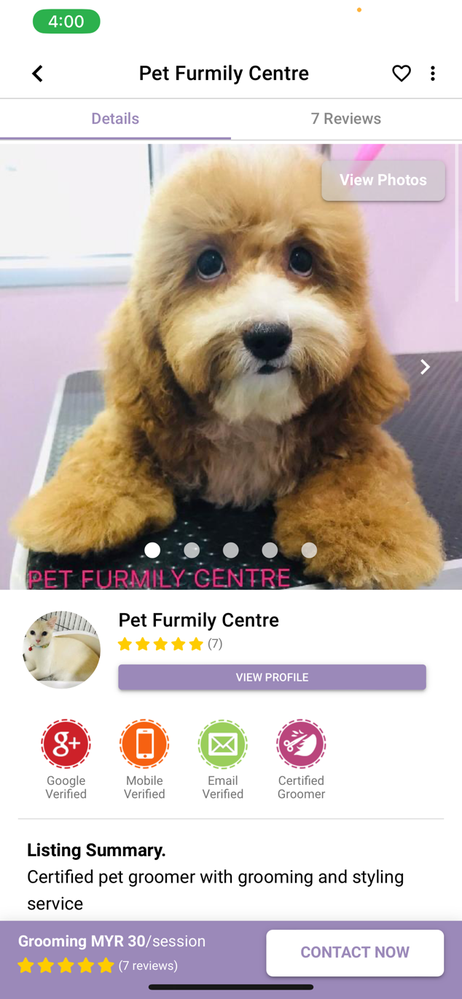 4:00
Pet Furmily Centre
Details
7 Reviews
View Photos
PET FURMILY CENTRE
Pet Furmily Centre
(7)
VIEW PROFILE
g+
Google
Verified
Mobile
Verified
Email
Verified
Certified
Groomer
Listing Summary.
Certified pet groomer with grooming and styling
service
Grooming MYR 30/session
(7 reviews)
CONTACT NOW